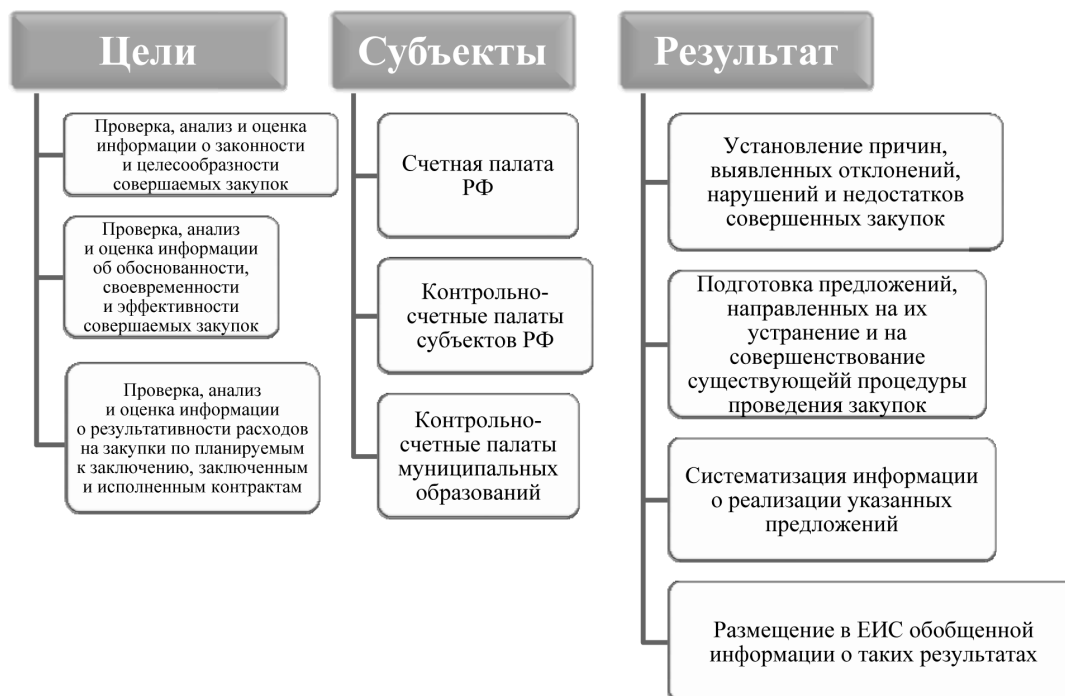 Цели
Проверка, анализ и оценка
информации о законности
и целесообразности
совершаемых закупок
Проверка, анализ
и оценка информации
об обоснованности,
своевременности
и эффективности
совершаемых закупок
Проверка, анализ
и оценка информации
о результативности расходов
на закупки по планируемым
к заключению, заключенным
и исполненным контрактам
Субъекты
Счетная палата
РФ
Контрольно-
счетные палаты
субъектов РФ
Контрольно-
счетные палаты
муниципальных
образований
Результат
Установление причин,
выявленных отклонений,
нарушений и недостатков
совершенных закупок
Подготовка предложений,
направленных на их
устранение и на
совершенствование
существующейй процедуры
проведения закупок
Систематизация информации
о реализации указанных
предложений
Размещение в ЕИС обобщенной
информации о таких результатах